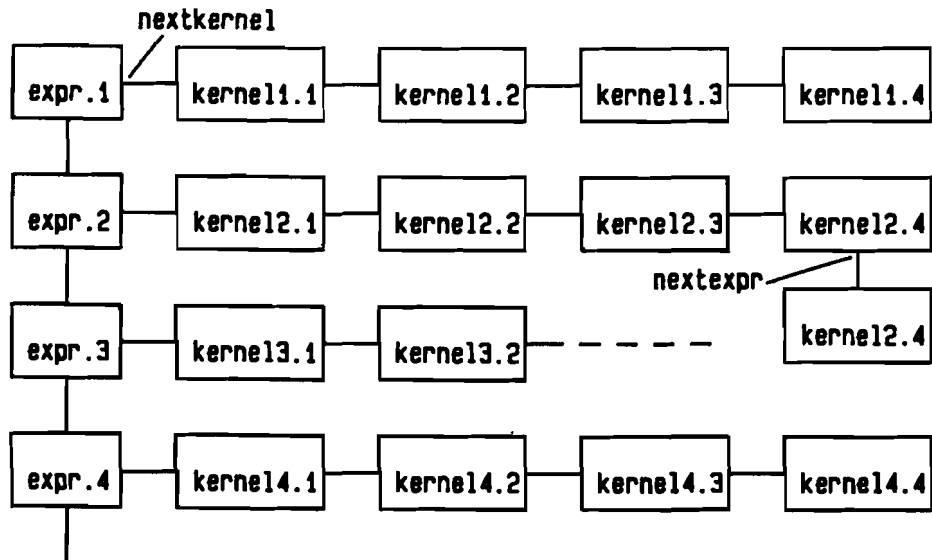 nextkernel
expr.1 kernel1.1 kernel1.2 kernel1.3 kernel1.4
expr.2 kernel2.1 kernel2.2 kernel2.3 kernel2.4
nextexpr
expr.3 kernel3.1 kernel3.2 kernel2.4
expr.4 kernel4.1 kernel4.2 kernel4.3 kernel4.4